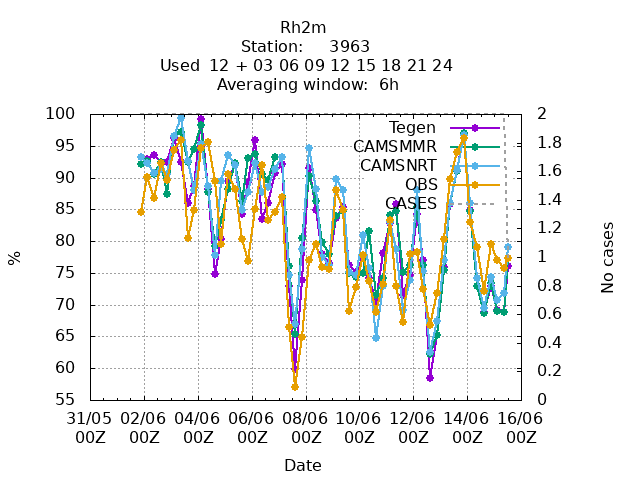 Rh2m
Station: 3963
Used 12 + 03 06 09 12 15 18 21 24
Averaging window: 6h
100
95
90
85
80
75
70
65
60
55
%
2
1.8
1.6
1.4
1.2
1
0.8
0.6
0.4
0.2
0
No cases
Tegen
CAMSMMR
CAMSNRT
OBS
CASES
31/05 02/06 04/06 06/06 08/06 10/06 12/06 14/06 16/06
00Z 00Z 00Z 00Z 00Z 00Z 00Z 00Z 00Z
Date